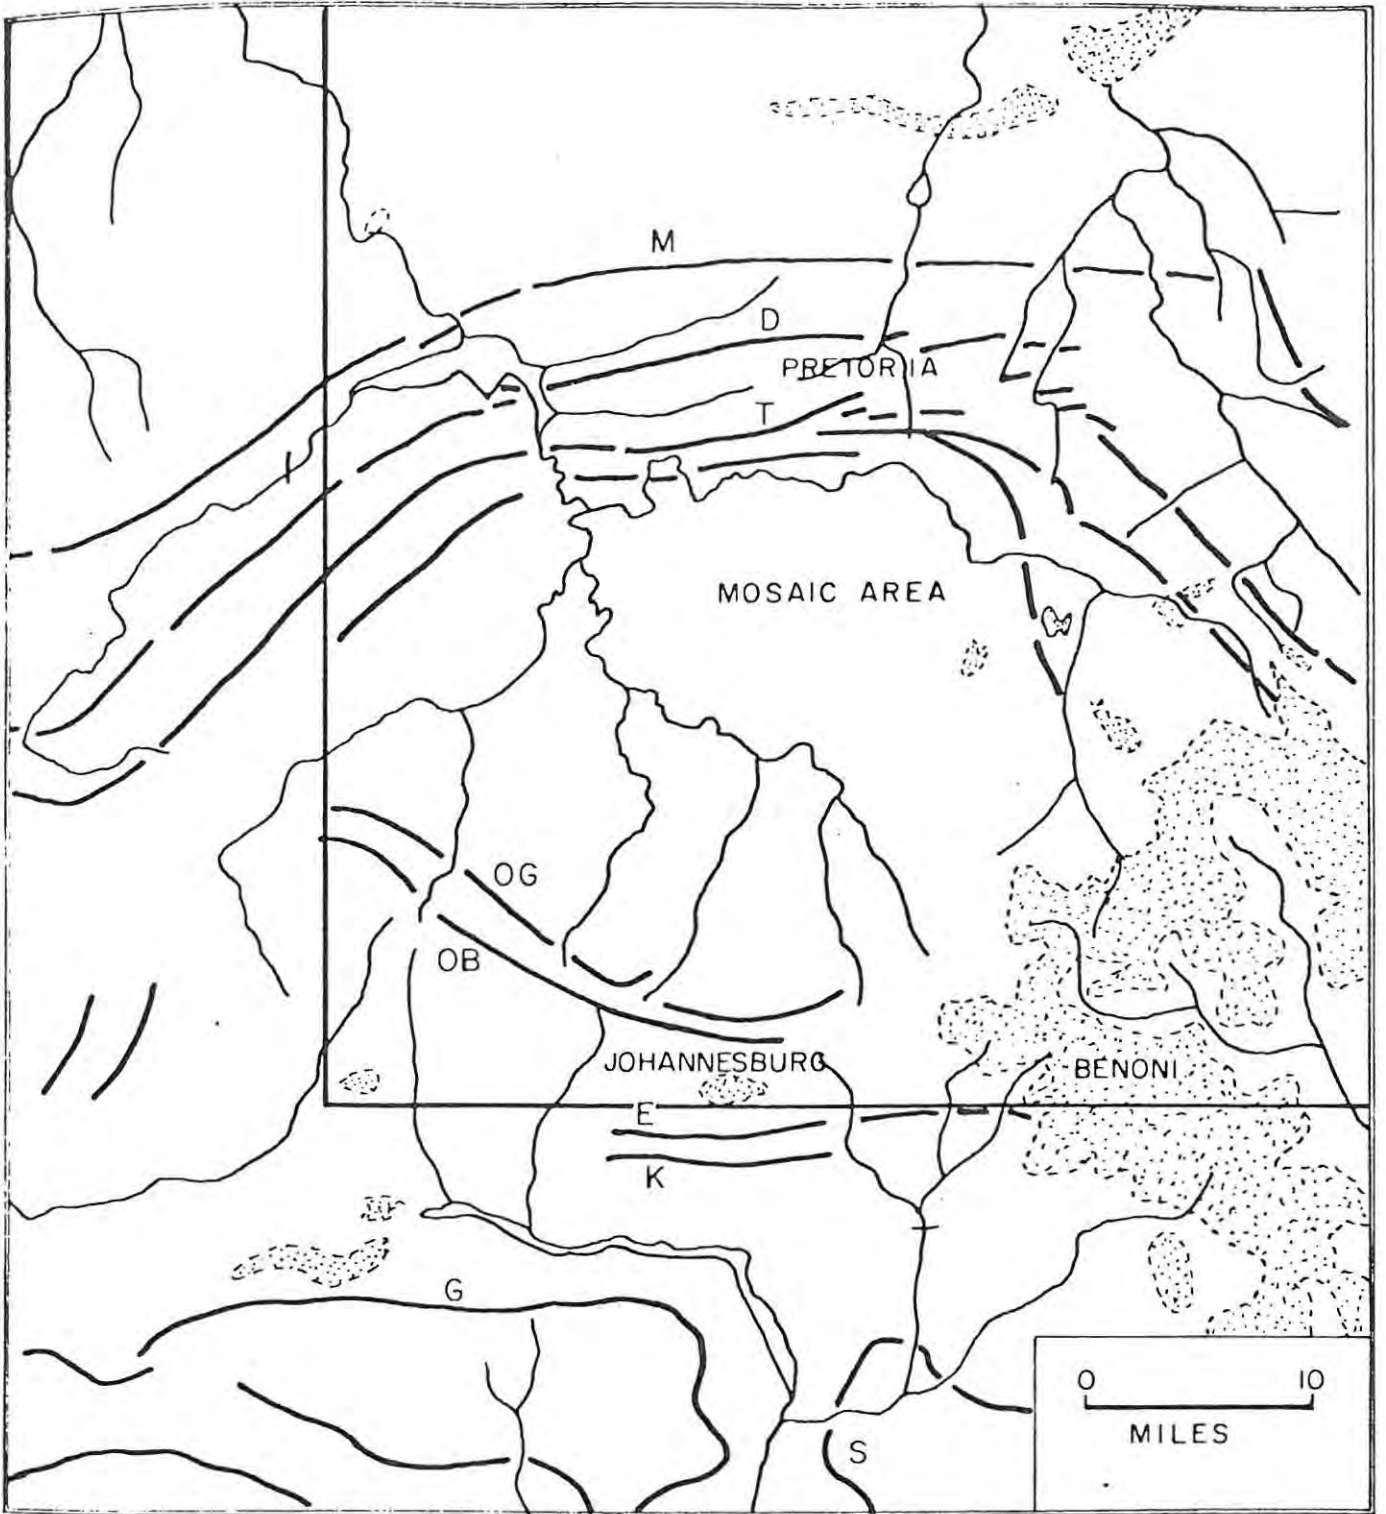 M
D
PRETORIA
T
MOSAIC AREA
OG
OB
JOHANNESBURG
BENONI
E
K
G
0 10
MILES
S